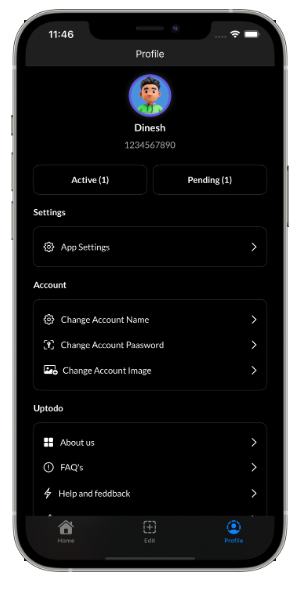 11:46
Profile
Dinesh
1234567890
Active (1)
Pending (1)
Settings
App Settings
Account
Change Account Name
Change Account Paasword
Change Account Image
Uptodo
About us
FAQ's
Help and feddback
Home
Edit
Profile